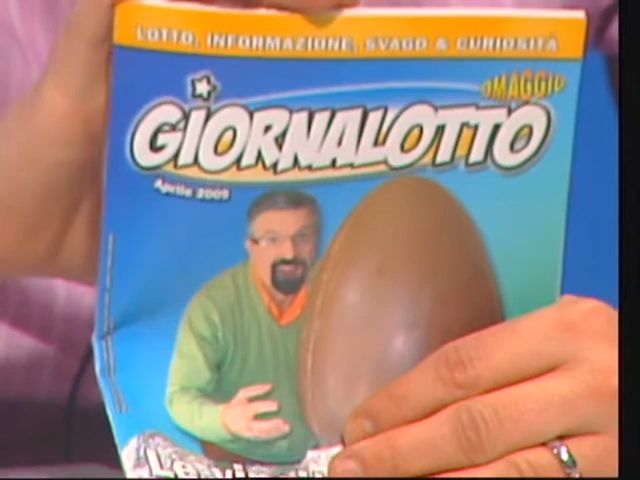 LOTTO, INFORMAZIONE, SVAGO & CURIOSITÀ
OMAGGIO
GIORNALOTTO
Aprile 2009